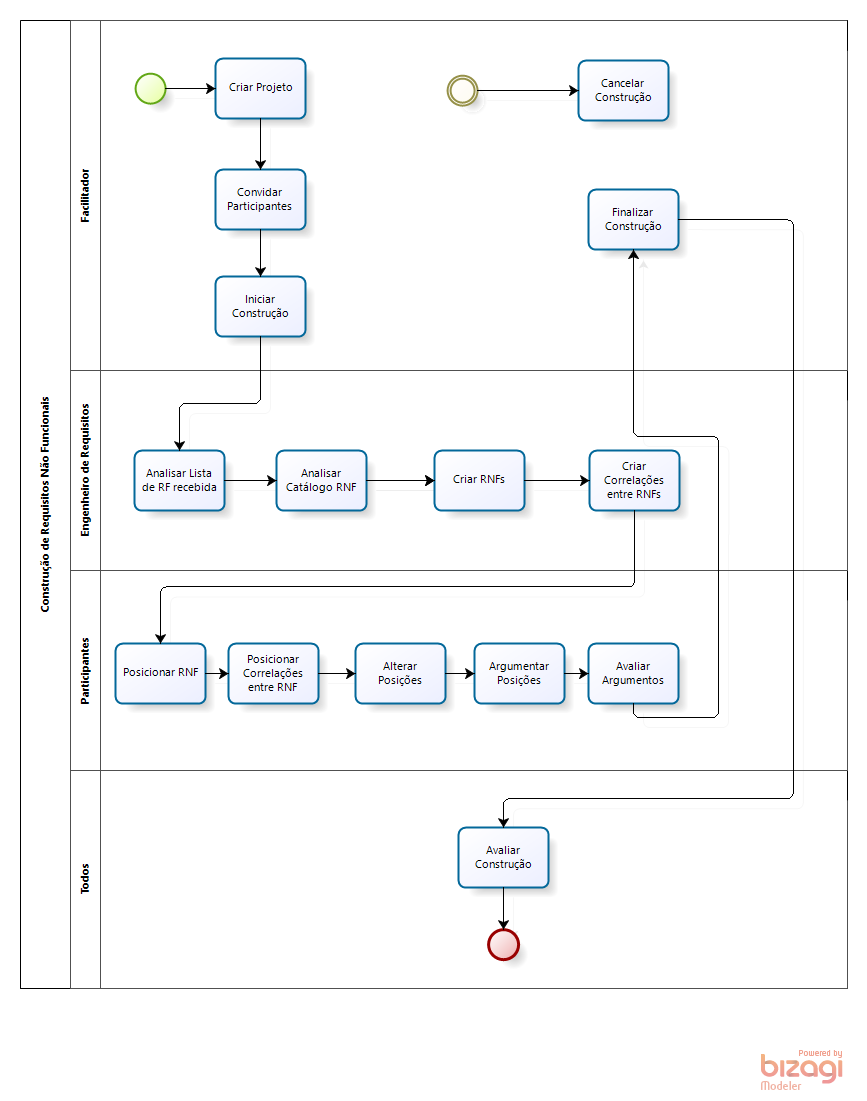 Construção de Requisitos Não Funcionais
Facilitador
Criar Projeto
Cancelar
Construção
Convidar
Participantes
Finalizar
Construção
Iniciar
Construção
Engenheiro de Requisitos
Analisar Lista
de RF recebida
Analisar
Catálogo RNF
Criar RNFs
Criar
Correlações
entre RNFs
Participantes
Posicionar RNF
Posicionar
Correlações
entre RNF
Alterar
Posições
Argumentar
Posições
Avaliar
Argumentos
Todos
Avaliar
Construção
Powered by
bizagi
Modeler